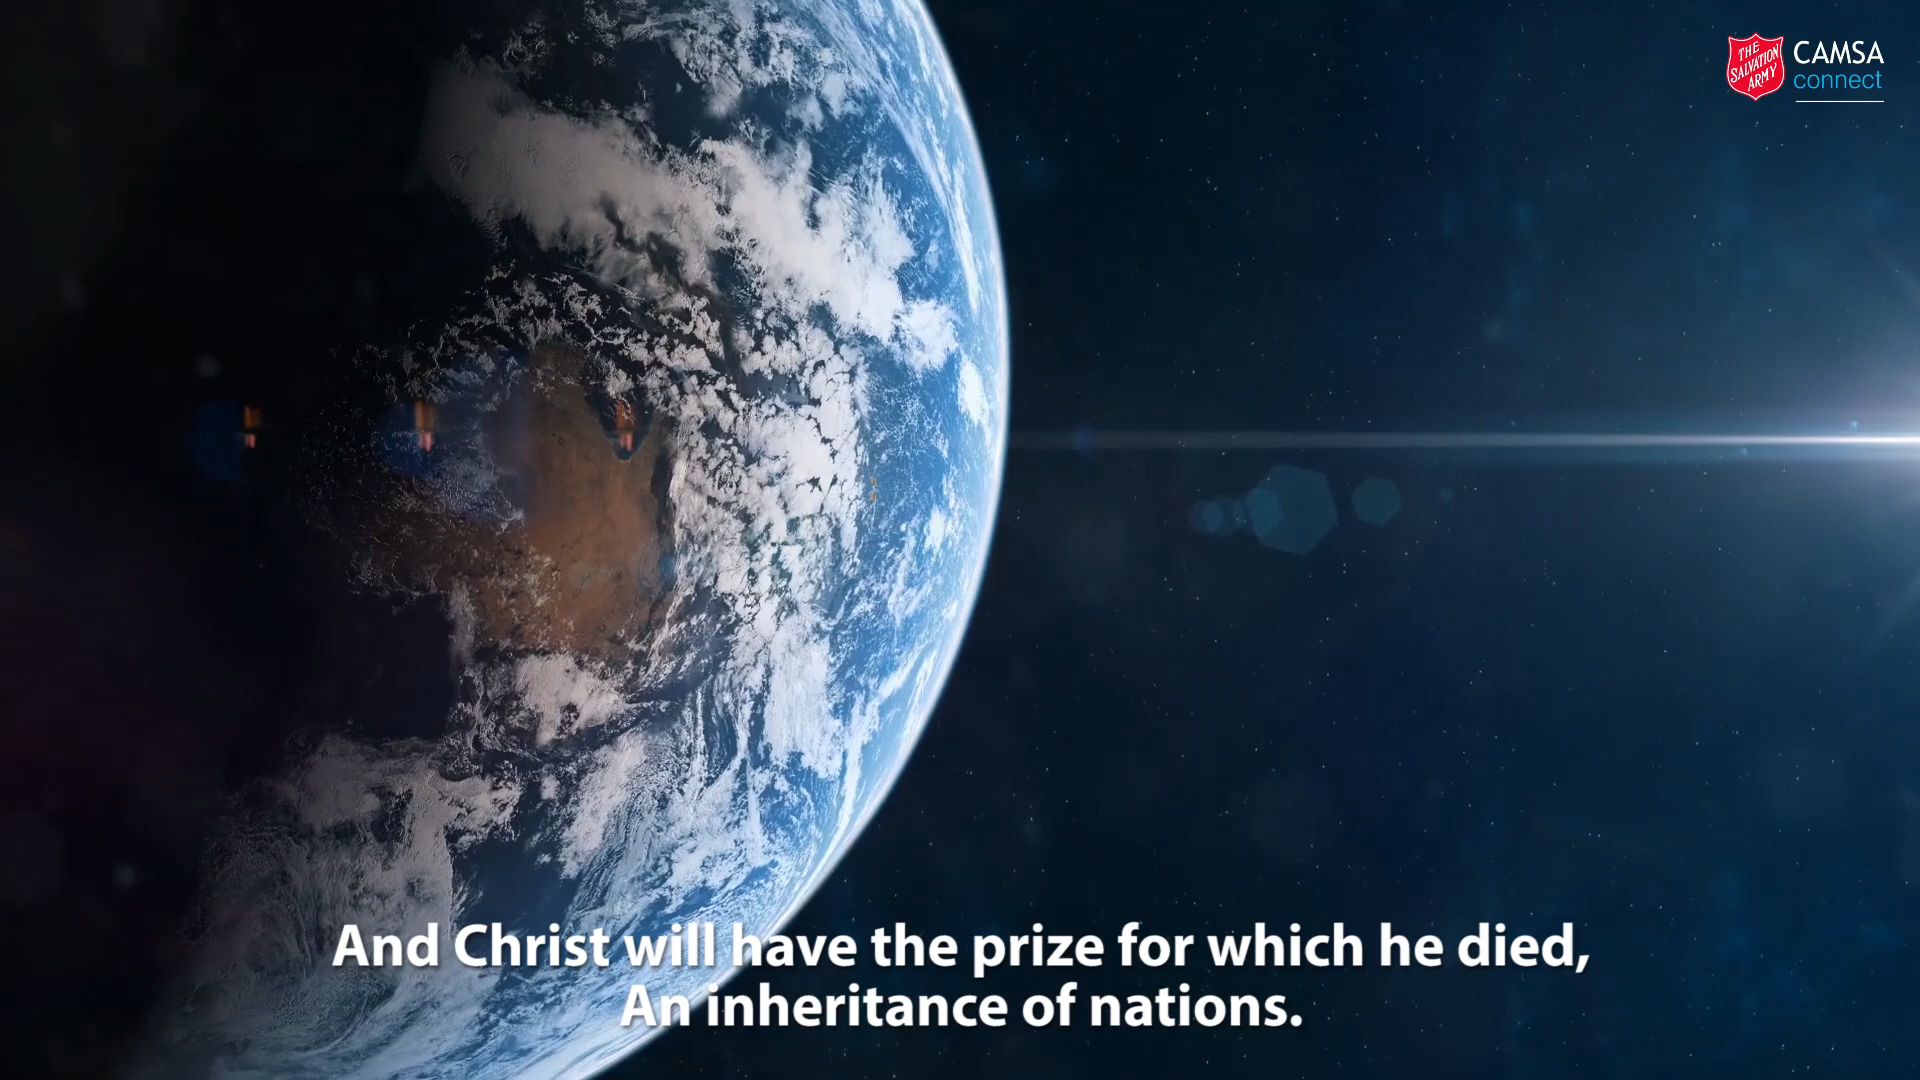 THE
SALVATION
ARMY
CAMSA
connect
And Christ will have the prize for which he died,
An inheritance of nations.